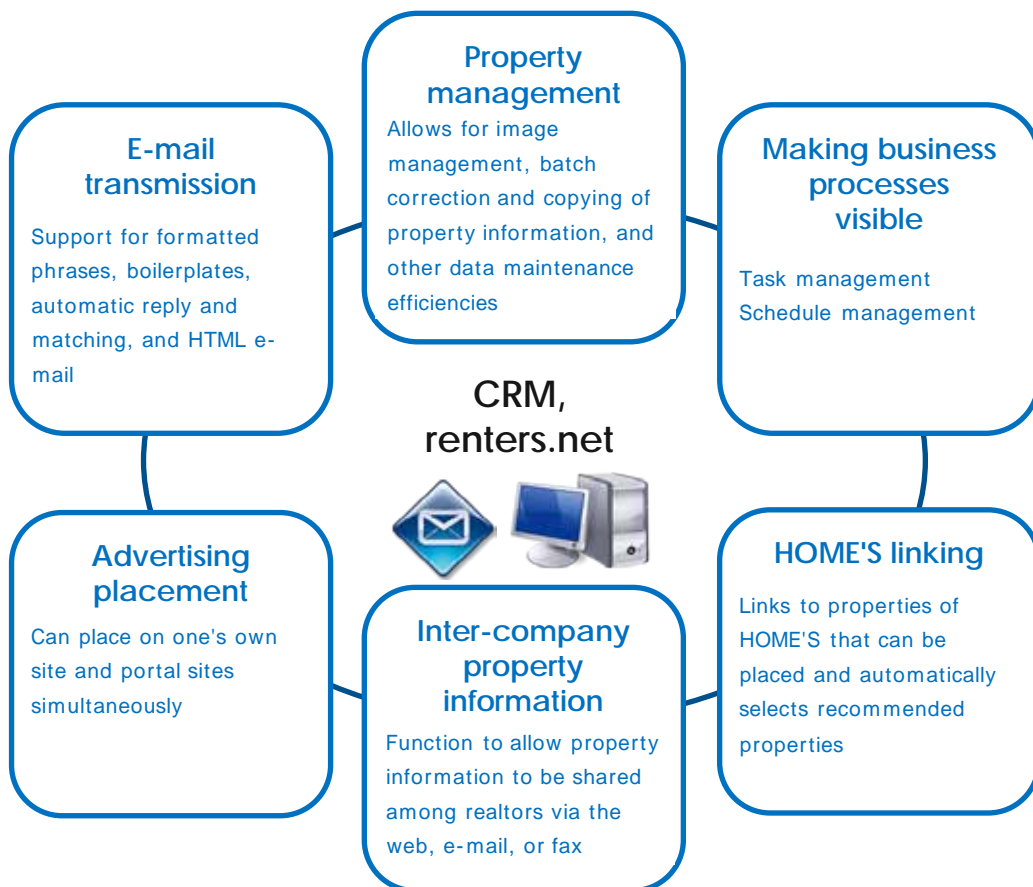 Property
management
Allows for image
management, batch
correction and copying of
property information, and
other data maintenance
efficiencies
E-mail
transmission
Support for formatted
phrases, boilerplates,
automatic reply and
matching, and HTML e-
mail
Making business
processes
visible
Task management
Schedule management
CRM,
renters.net
Advertising
placement
Can place on one's own
site and portal sites
simultaneously
Inter-company
property
information
Function to allow property
information to be shared
among realtors via the
web, e-mail, or fax
HOME'S linking
Links to properties of
HOME'S that can be
placed and automatically
selects recommended
properties